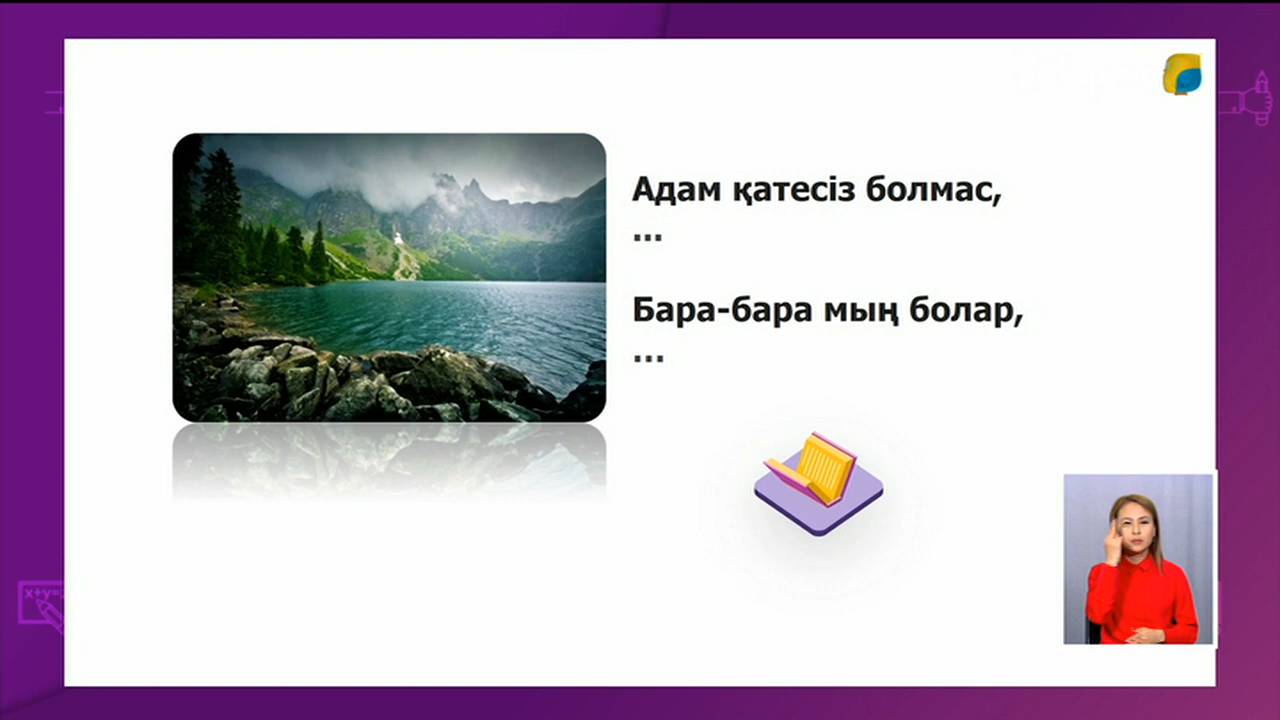 Адам қатесіз болмас,
...
Бара-бара мың болар,
...
x+y=